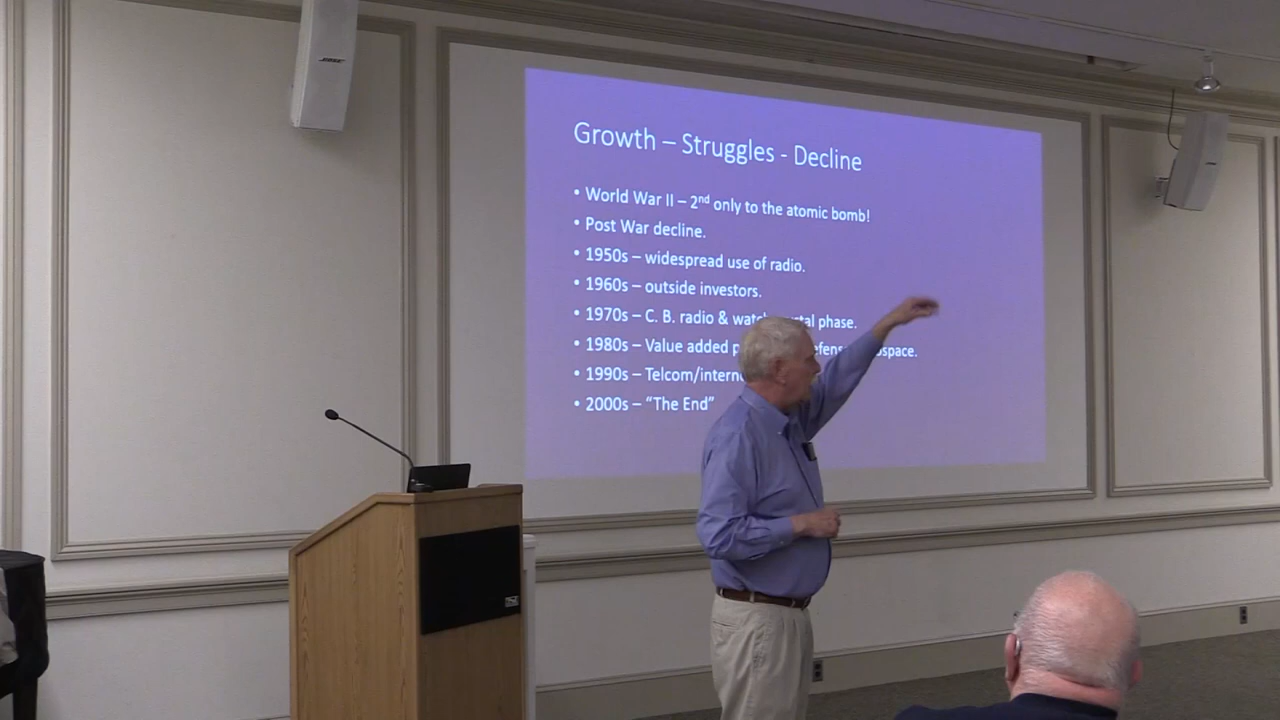 BOSE
Growth – Struggles - Decline
• World War II – 2nd only to the atomic bomb!
• Post War decline.
• 1950s – widespread use of radio.
• 1960s – outside investors.
• 1970s – C. B. radio & phase.
• 1980s – Value added
• 1990s –
• 2000s – “The End”